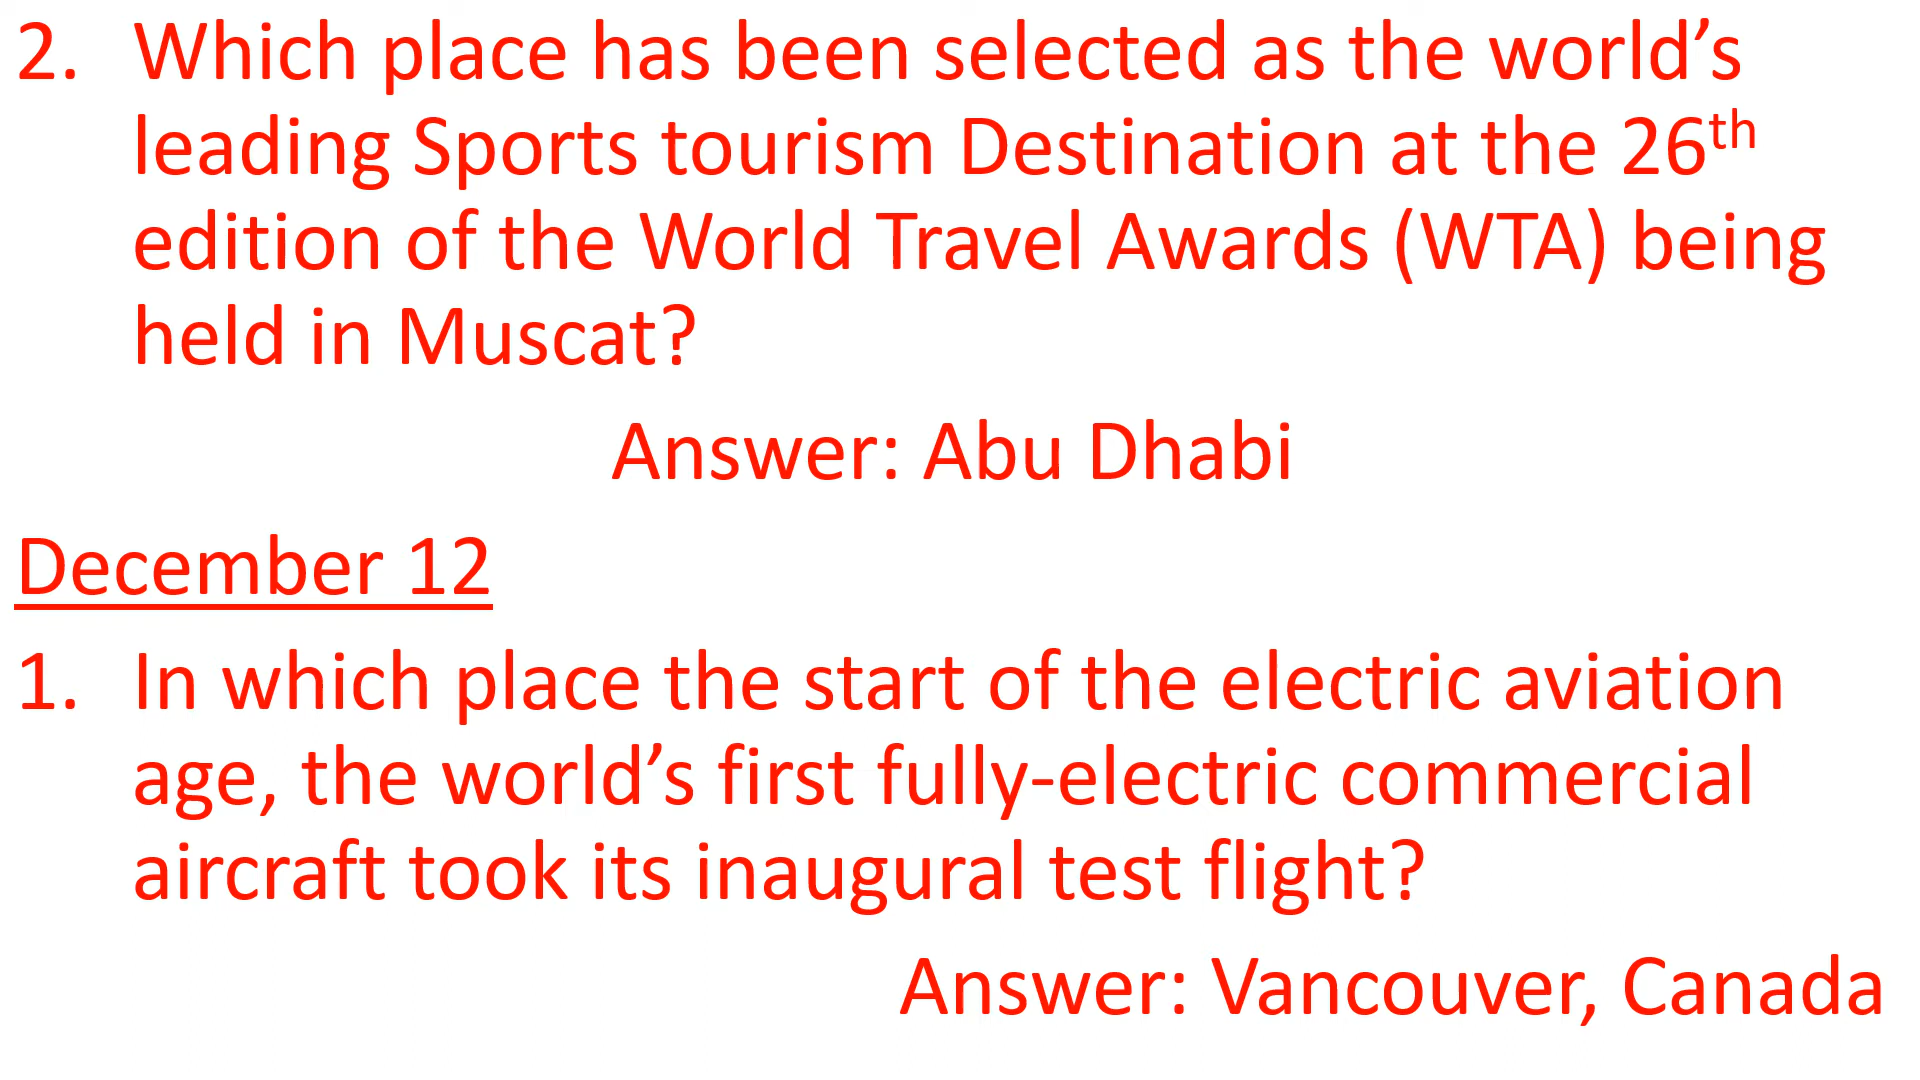 2. Which place has been selected as the world’s
leading Sports tourism Destination at the 26th
edition of the World Travel Awards (WTA) being
held in Muscat?
Answer: Abu Dhabi
December 12
1. In which place the start of the electric aviation
age, the world’s first fully-electric commercial
aircraft took its inaugural test flight?
Answer: Vancouver, Canada